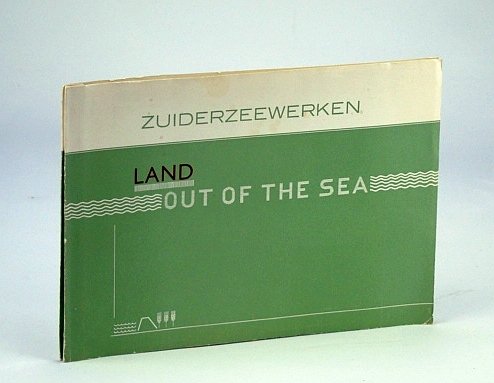 ZUIDERZEEWERKEN
LAND
OUT OF THE SEA